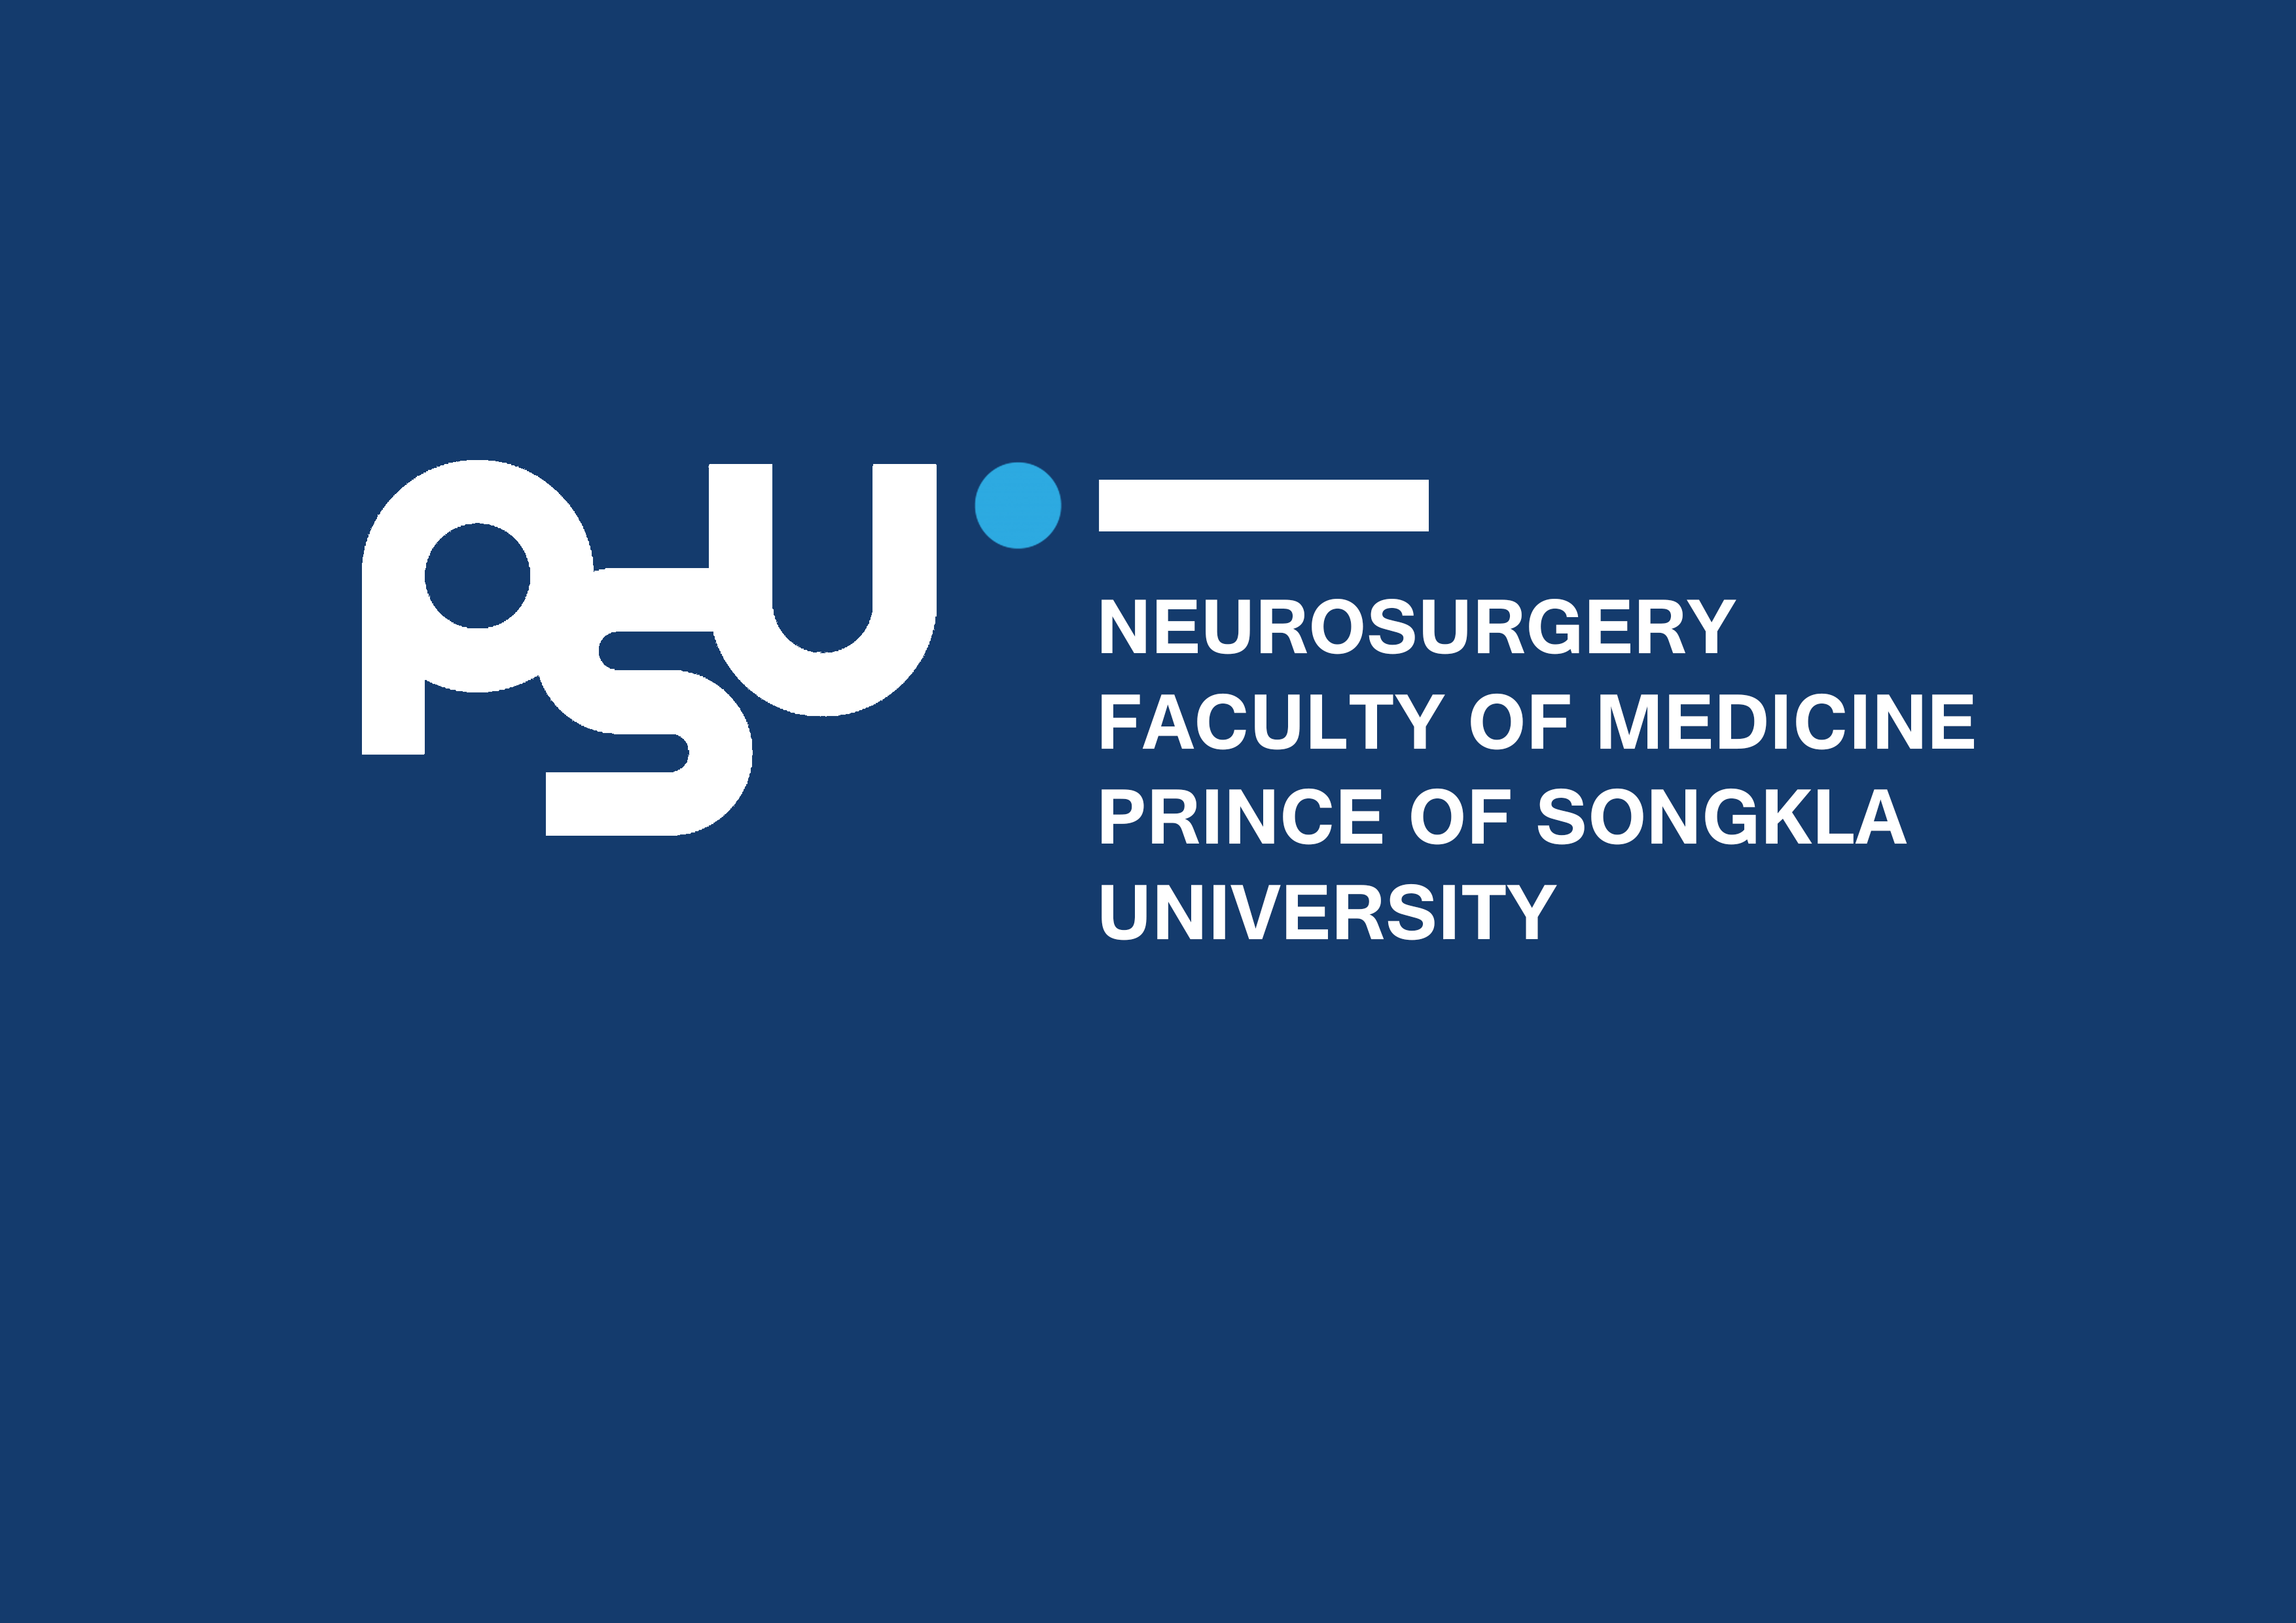 PSU
NEUROSURGERY
FACULTY OF MEDICINE
PRINCE OF SONGKLA
UNIVERSITY